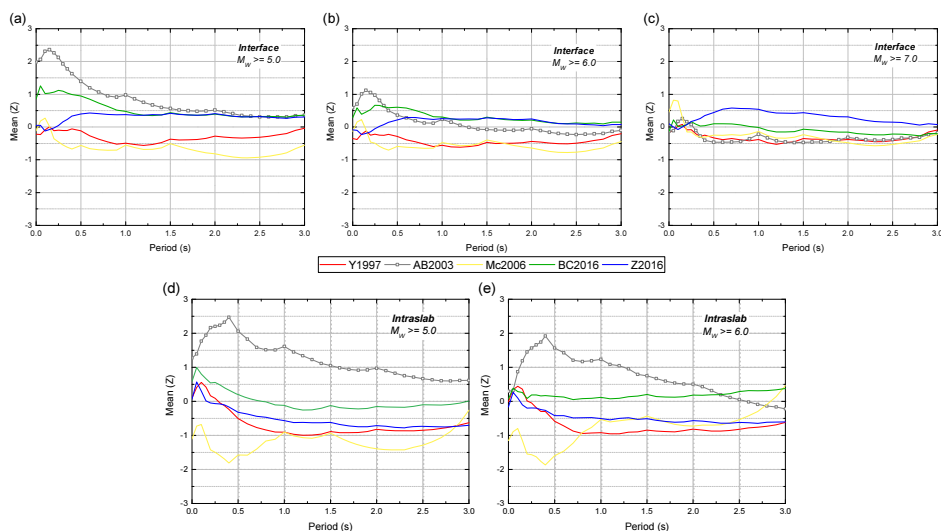 (a)
Interface
Mw >= 5.0
Mean (Z)
3
2
1
0
-1
-2
-3
0.0 0.5 1.0 1.5 2.0 2.5 3.0
Period (s)
(b)
Interface
Mw >= 6.0
Mean (Z)
3
2
1
0
-1
-2
-3
0.0 0.5 1.0 1.5 2.0 2.5 3.0
Period (s)
(c)
Interface
Mw >= 7.0
Mean (Z)
3
2
1
0
-1
-2
-3
0.0 0.5 1.0 1.5 2.0 2.5 3.0
Period (s)
Y1997 AB2003 Mc2006 BC2016 Z2016
(d)
Intraslab
Mw >= 5.0
Mean (Z)
3
2
1
0
-1
-2
-3
0.0 0.5 1.0 1.5 2.0 2.5 3.0
Period (s)
(e)
Intraslab
Mw >= 6.0
Mean (Z)
3
2
1
0
-1
-2
-3
0.0 0.5 1.0 1.5 2.0 2.5 3.0
Period (s)